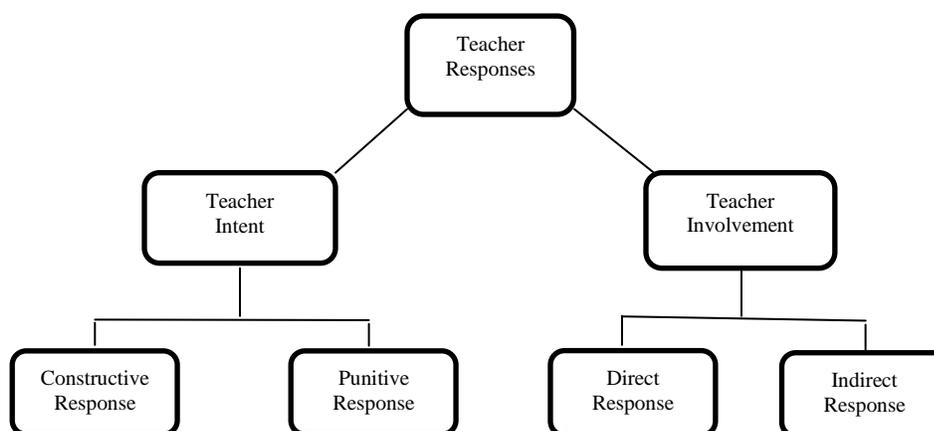 Teacher
Responses
Teacher
Intent
Teacher
Involvement
Constructive
Response
Punitive
Response
Direct
Response
Indirect
Response